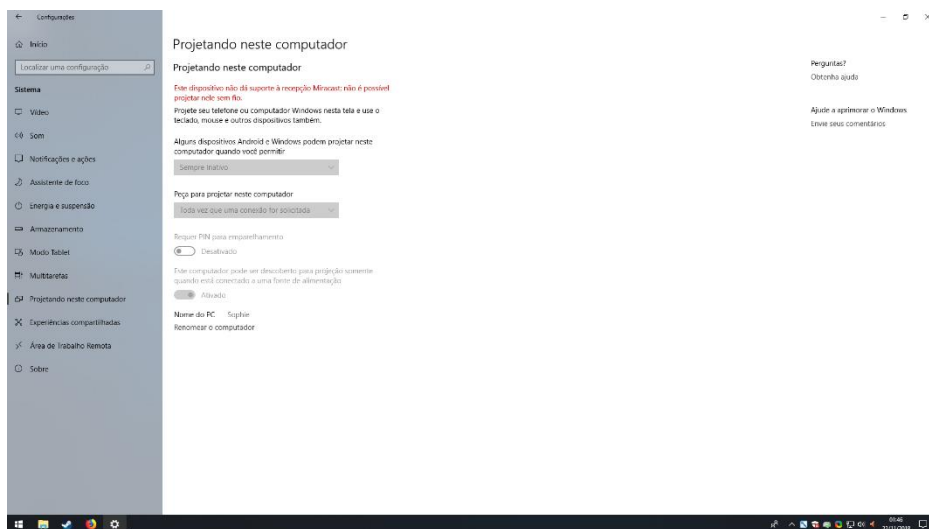 Configurações
Início
Localizar uma configuração
Sistema
Vídeo
Som
Notificações e ações
Assistente de foco
Energia e suspensão
Armazenamento
Modo Tablet
Multitarefas
Projetando neste computador
Experiências compartilhadas
Área de Trabalho Remota
Sobre
Projetando neste computador
Projetando neste computador
Este dispositivo não dá suporte à recepção Miracast: não é possível
projetar nele sem fio.
Projete seu telefone ou computador Windows nesta tela e use o
teclado, mouse e outros dispositivos também.
Alguns dispositivos Android e Windows podem projetar neste
computador quando você permitir
Sempre Inativo
Peça para projetar neste computador
Toda vez que uma conexão for solicitada
Requer PIN para emparelhamento
Desativado
Este computador pode ser descoberto para projeção somente
quando está conectado a uma fonte de alimentação
Ativado
Nome do PC Sophie
Renomear o computador
Perguntas?
Obtenha ajuda
Ajude a aprimorar o Windows
Envie seus comentários
01:46
22/11/2018